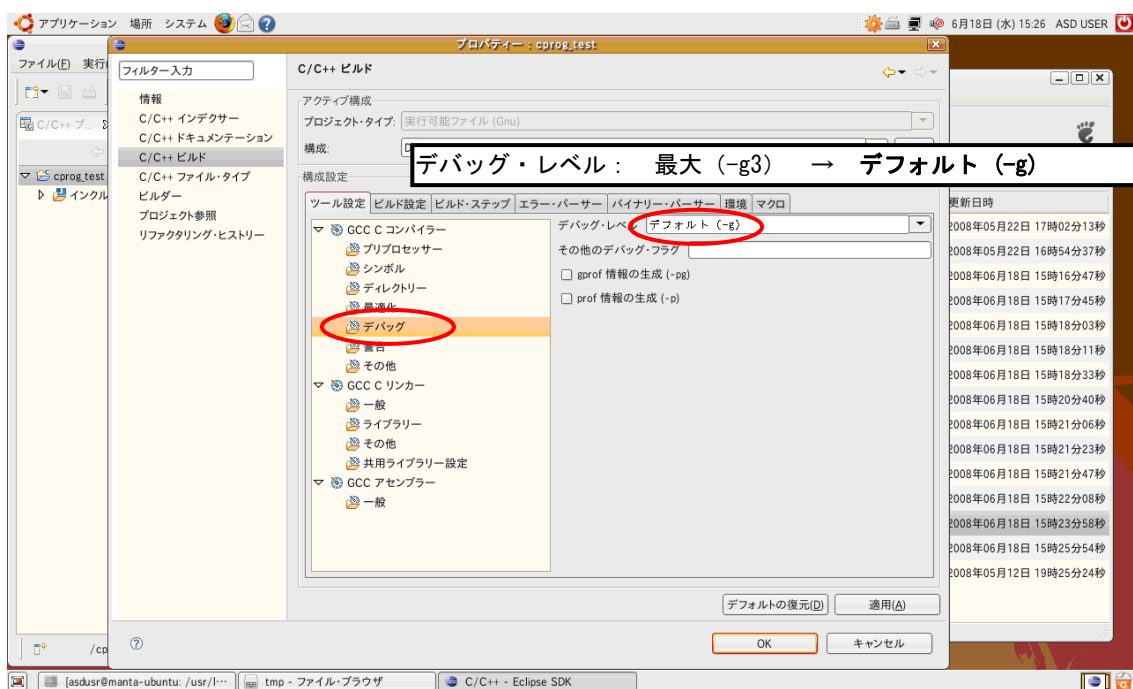 アプリケーション 場所 システム
6月18日 (水) 15:26 ASD USER
プロパティー : cprog_test
ファイル(E) 実行
フィルター入力
C/C++ ビルド
情報
C/C++ インデクサー
C/C++ ドキュメンテーション
C/C++ ビルド
C/C++ ファイル・タイプ
ビルダー
プロジェクト参照
リファクタリング・ヒストリー
C/C++ プ...
cprog_test
インクル
アクティブ構成
プロジェクト・タイプ: 実行可能ファイル (Gnu)
構成:
デバッグ・レベル： 最大 (-g3) → デフォルト (-g)
構成設定
ツール設定 ビルド設定 ビルド・ステップ エラー・パーサー バイナリー・パーサー 環境 マクロ
GCC C コンパイラー
プリプロセッサー
シンボル
ディレクトリー
最適化
デバッグ
警告
その他
GCC C リンカー
一般
ライブラリー
その他
共用ライブラリー設定
GCC アセンブラー
一般
デバッグ・レベル デフォルト (-g)
その他のデバッグ・フラグ
gprof 情報の生成 (-pg)
prof 情報の生成 (-p)
更新日時
2008年05月22日 17時02分13秒
2008年05月22日 16時54分37秒
2008年06月18日 15時16分47秒
2008年06月18日 15時17分45秒
2008年06月18日 15時18分03秒
2008年06月18日 15時18分11秒
2008年06月18日 15時18分33秒
2008年06月18日 15時20分40秒
2008年06月18日 15時21分06秒
2008年06月18日 15時21分23秒
2008年06月18日 15時21分47秒
2008年06月18日 15時22分08秒
2008年06月18日 15時23分58秒
2008年06月18日 15時25分54秒
2008年05月12日 19時25分24秒
デフォルトの復元(D) 適用(A)
OK キャンセル
/cp
[asdusr@manta-ubuntu: /usr/l… tmp - ファイル・ブラウザ C/C++ - Eclipse SDK